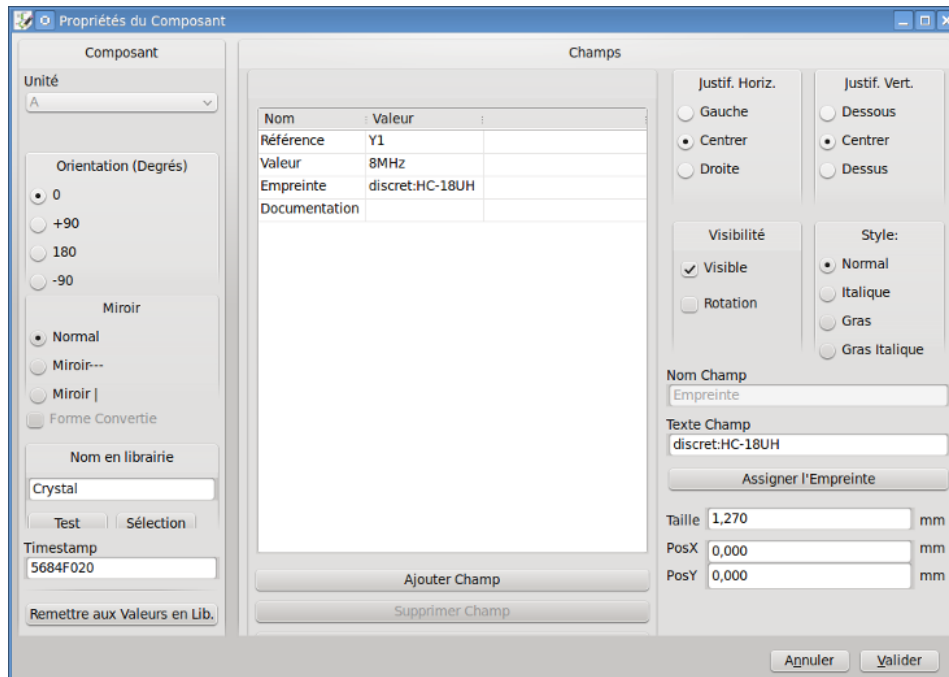 Propriétés du Composant
Composant
Unité
A
Orientation (Degrés)
0
+90
180
-90
Miroir
Normal
Miroir---
Miroir |
Forme Convertie
Nom en librairie
Crystal
Test Sélection
Timestamp
5684F020
Remettre aux Valeurs en Lib.
Champs
Nom Valeur
Référence Y1
Valeur 8MHz
Empreinte discret:HC-18UH
Documentation
Ajouter Champ
Supprimer Champ
Justif. Horiz.
Gauche
Centrer
Droite
Justif. Vert.
Dessous
Centrer
Dessus
Visibilité
Visible
Rotation
Style:
Normal
Italique
Gras
Gras Italique
Nom Champ
Empreinte
Texte Champ
discret:HC-18UH
Assigner l'Empreinte
Taille 1,270 mm
PosX 0,000 mm
PosY 0,000 mm
Annuler Valider